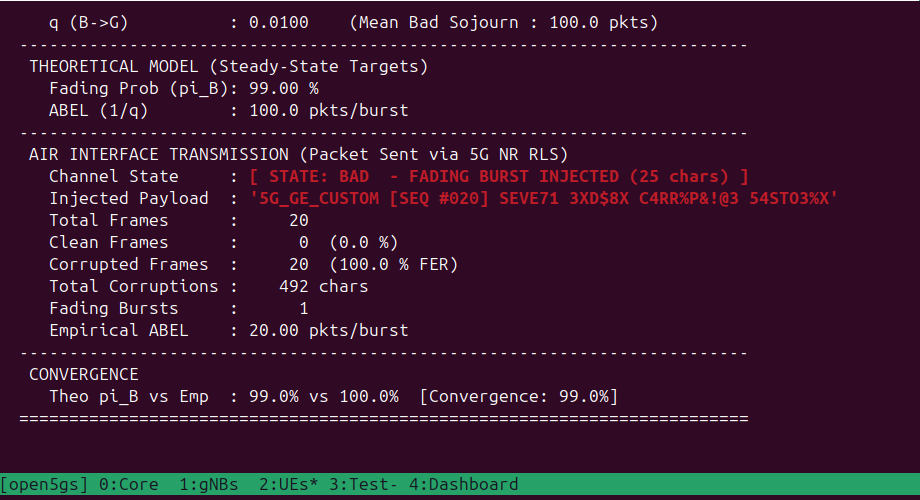 q (B->G)          : 0.0100    (Mean Bad Sojourn : 100.0 pkts)
-------------------------------------------------------------------------
THEORETICAL MODEL (Steady-State Targets)
Fading Prob (pi_B): 99.00 %
ABEL (1/q)        : 100.0 pkts/burst
-------------------------------------------------------------------------
AIR INTERFACE TRANSMISSION (Packet Sent via 5G NR RLS)
Channel State     : [ STATE: BAD  - FADING BURST INJECTED (25 chars) ]
Injected Payload  : '5G_GE_CUSTOM [SEQ #020] SEVE71 3XD$8X C4RR%P&!@3 54STO3%X'
Total Frames      :     20
Clean Frames      :      0  (0.0 %)
Corrupted Frames  :     20  (100.0 % FER)
Total Corruptions :    492 chars
Fading Bursts     :      1
Empirical ABEL    : 20.00 pkts/burst
-------------------------------------------------------------------------
CONVERGENCE
Theo pi_B vs Emp  : 99.0% vs 100.0%  [Convergence: 99.0%]
=========================================================================
[open5gs] 0:Core  1:gNBs  2:UEs* 3:Test- 4:Dashboard